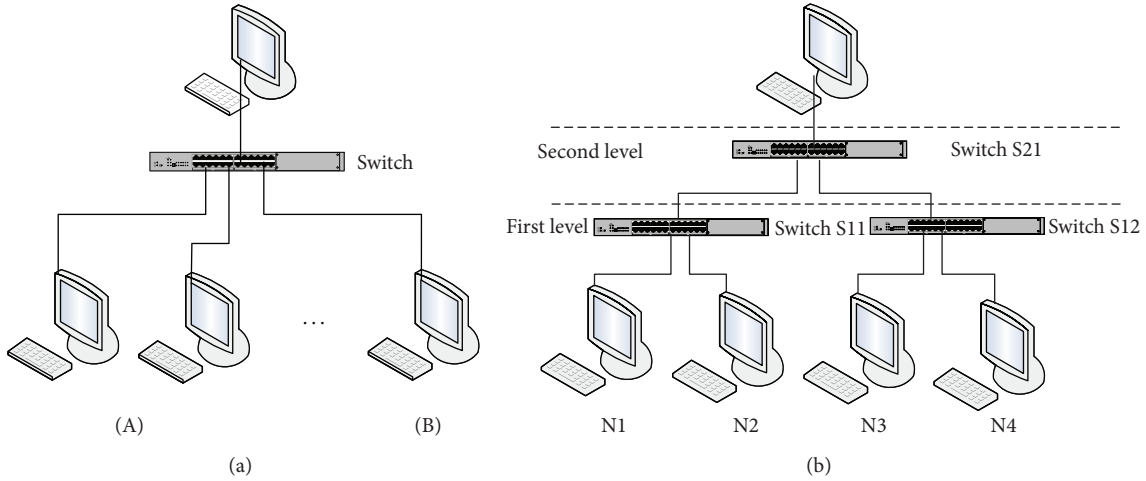 Switch
…
(A)
(B)
(a)
Second level
Switch S21
First level
Switch S11
Switch S12
N1
N2
N3
N4
(b)